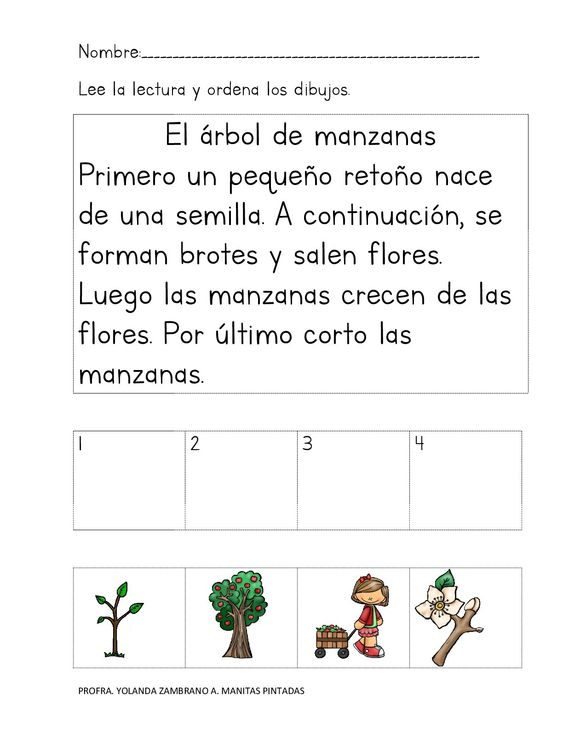 Nombre:______________________________________________________
Lee la lectura y ordena los dibujos.
El árbol de manzanas
Primero un pequeño retoño nace
de una semilla. A continuación, se
forman brotes y salen flores.
Luego las manzanas crecen de las
flores. Por último corto las
manzanas.
1 2 3 4
PROFRA. YOLANDA ZAMBRANO A. MANITAS PINTADAS